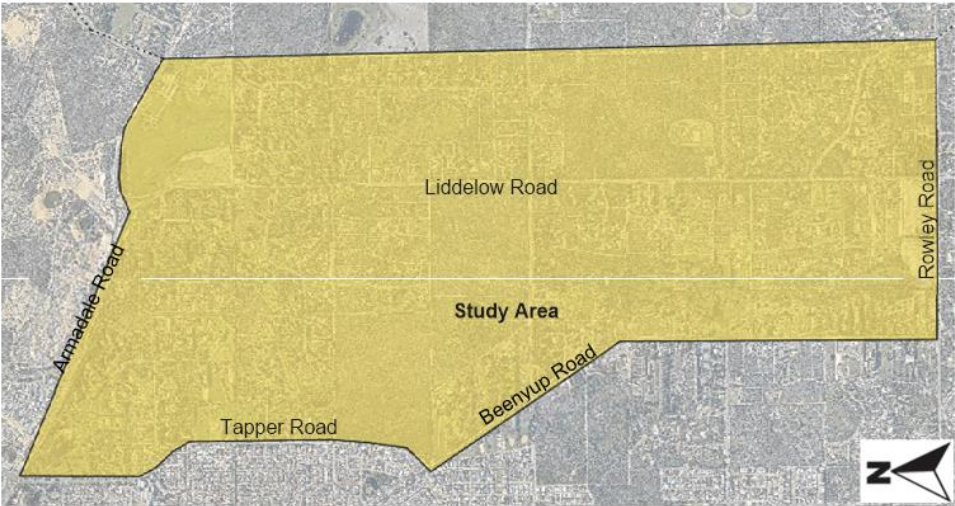 Liddelow Road
Rowley Road
Armadale Road
Study Area
Beenyup Road
Tapper Road
N